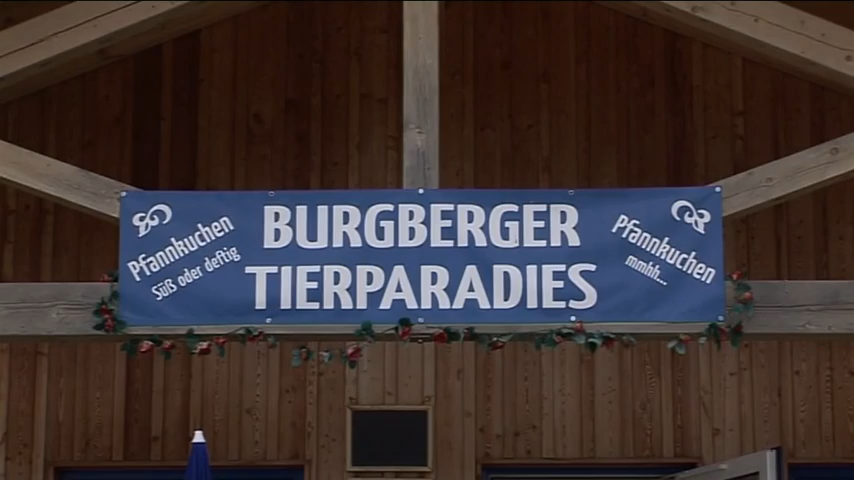 Pfannkuchen
Süß oder deftig
BURGBERGER
TIERPARADIES
Pfannkuchen
mmhh...